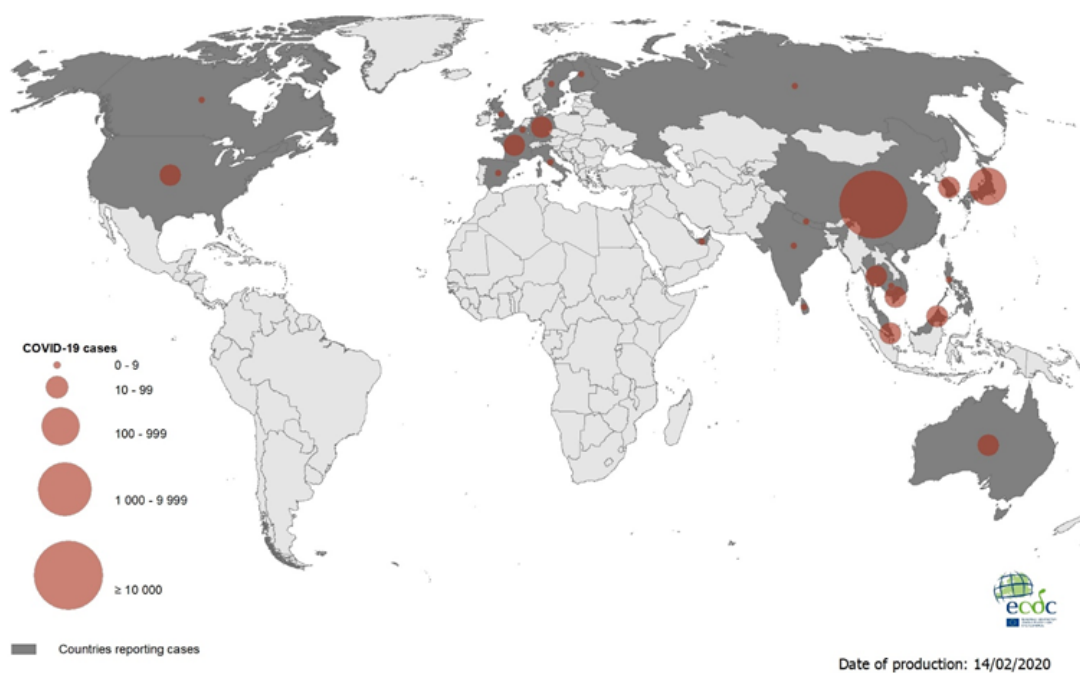 COVID-19 cases
0 - 9
10 - 99
100 - 999
1 000 - 9 999
≥ 10 000
Countries reporting cases
ecdc
Date of production: 14/02/2020